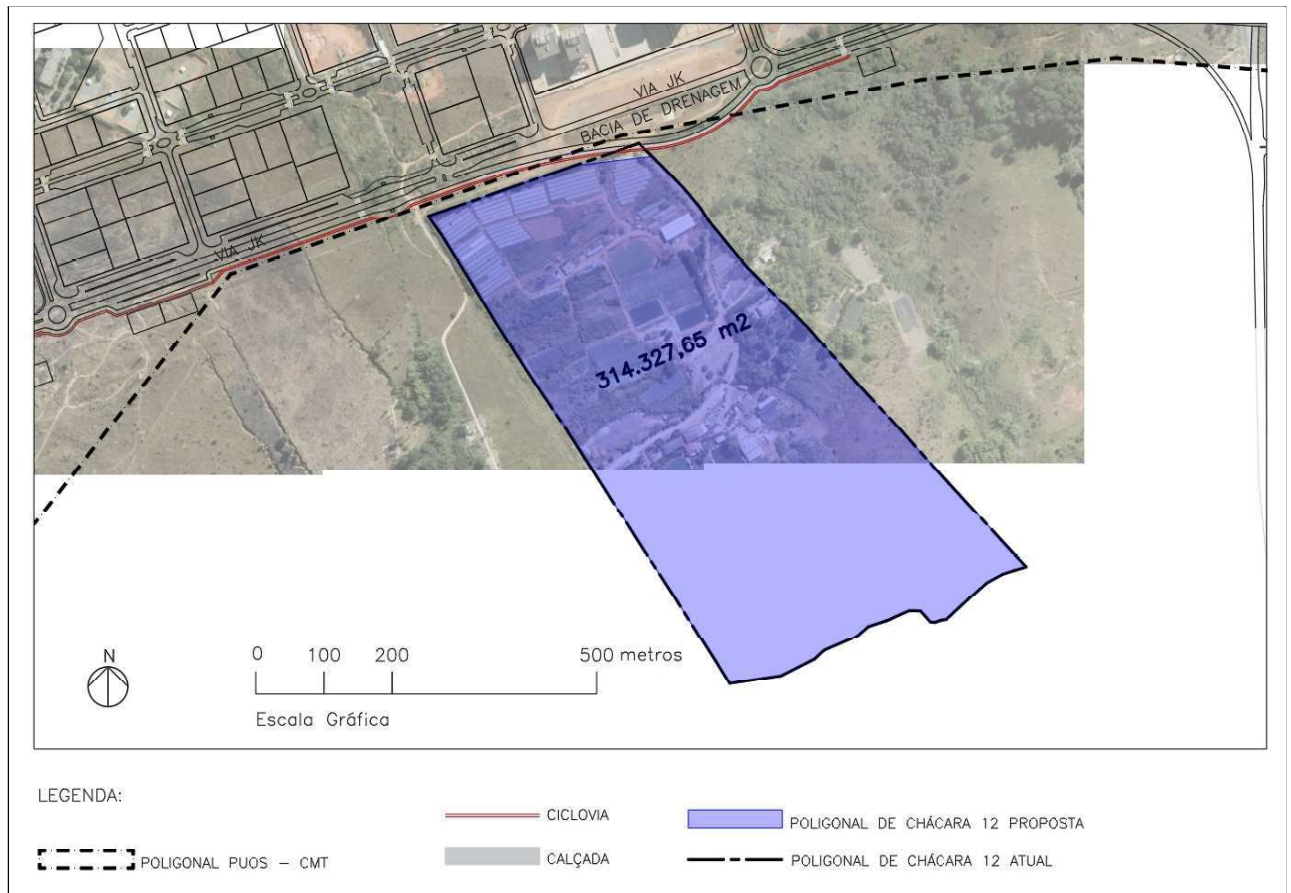 VIA JK
BACIA DE DRENAGEM
VIA JK
314.327,65 m2
N
0 100 200 500 metros
Escala Gráfica
LEGENDA:
CICLOVIA
POLIGONAL DE CHÁCARA 12 PROPOSTA
POLIGONAL PUOS – CMT
CALÇADA
POLIGONAL DE CHÁCARA 12 ATUAL